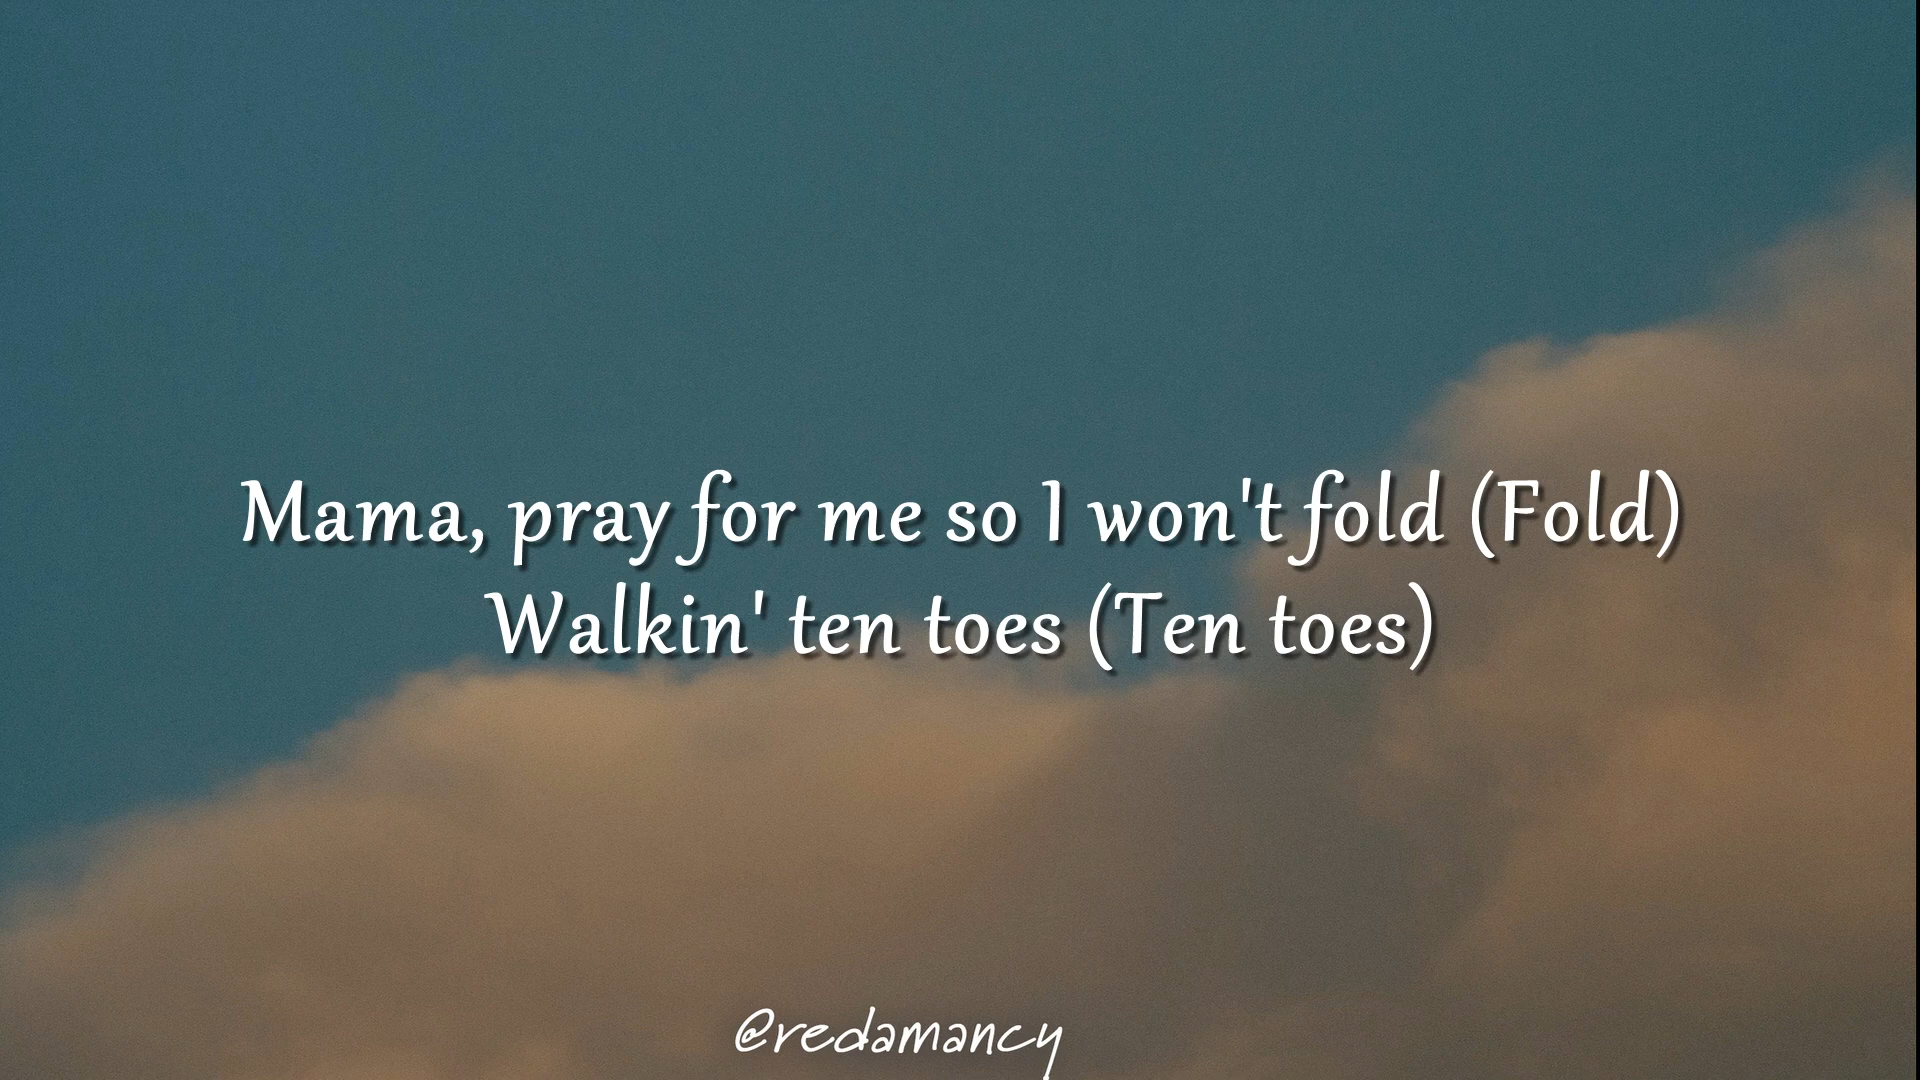 Mama, pray for me so I won't fold (Fold)
Walkin' ten toes (Ten toes)
@redamancy